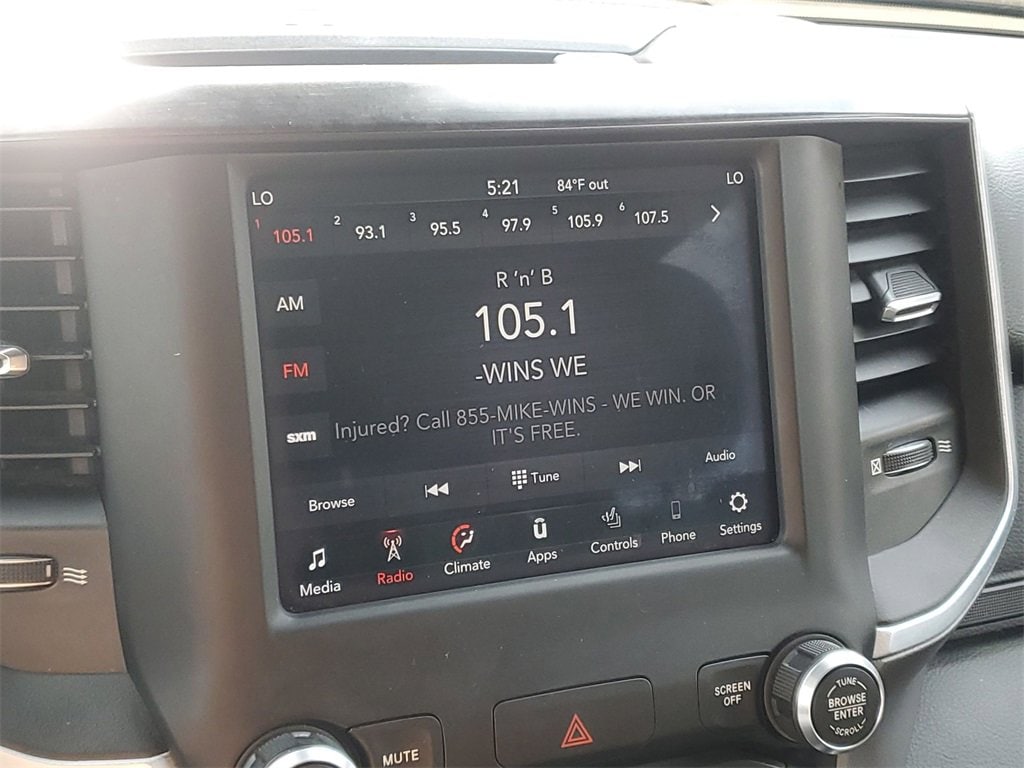 LO 5:21 84°F out LO
1 105.1 2 93.1 3 95.5 4 97.9 5 105.9 6 107.5
R 'n' B
AM
105.1
FM
-WINS WE
sxm
Injured? Call 855-MIKE-WINS - WE WIN. OR
IT'S FREE.
Browse Tune Audio
Media Radio Climate Apps Controls Phone Settings
MUTE
SCREEN
OFF
TUNE
BROWSE
ENTER
SCROLL